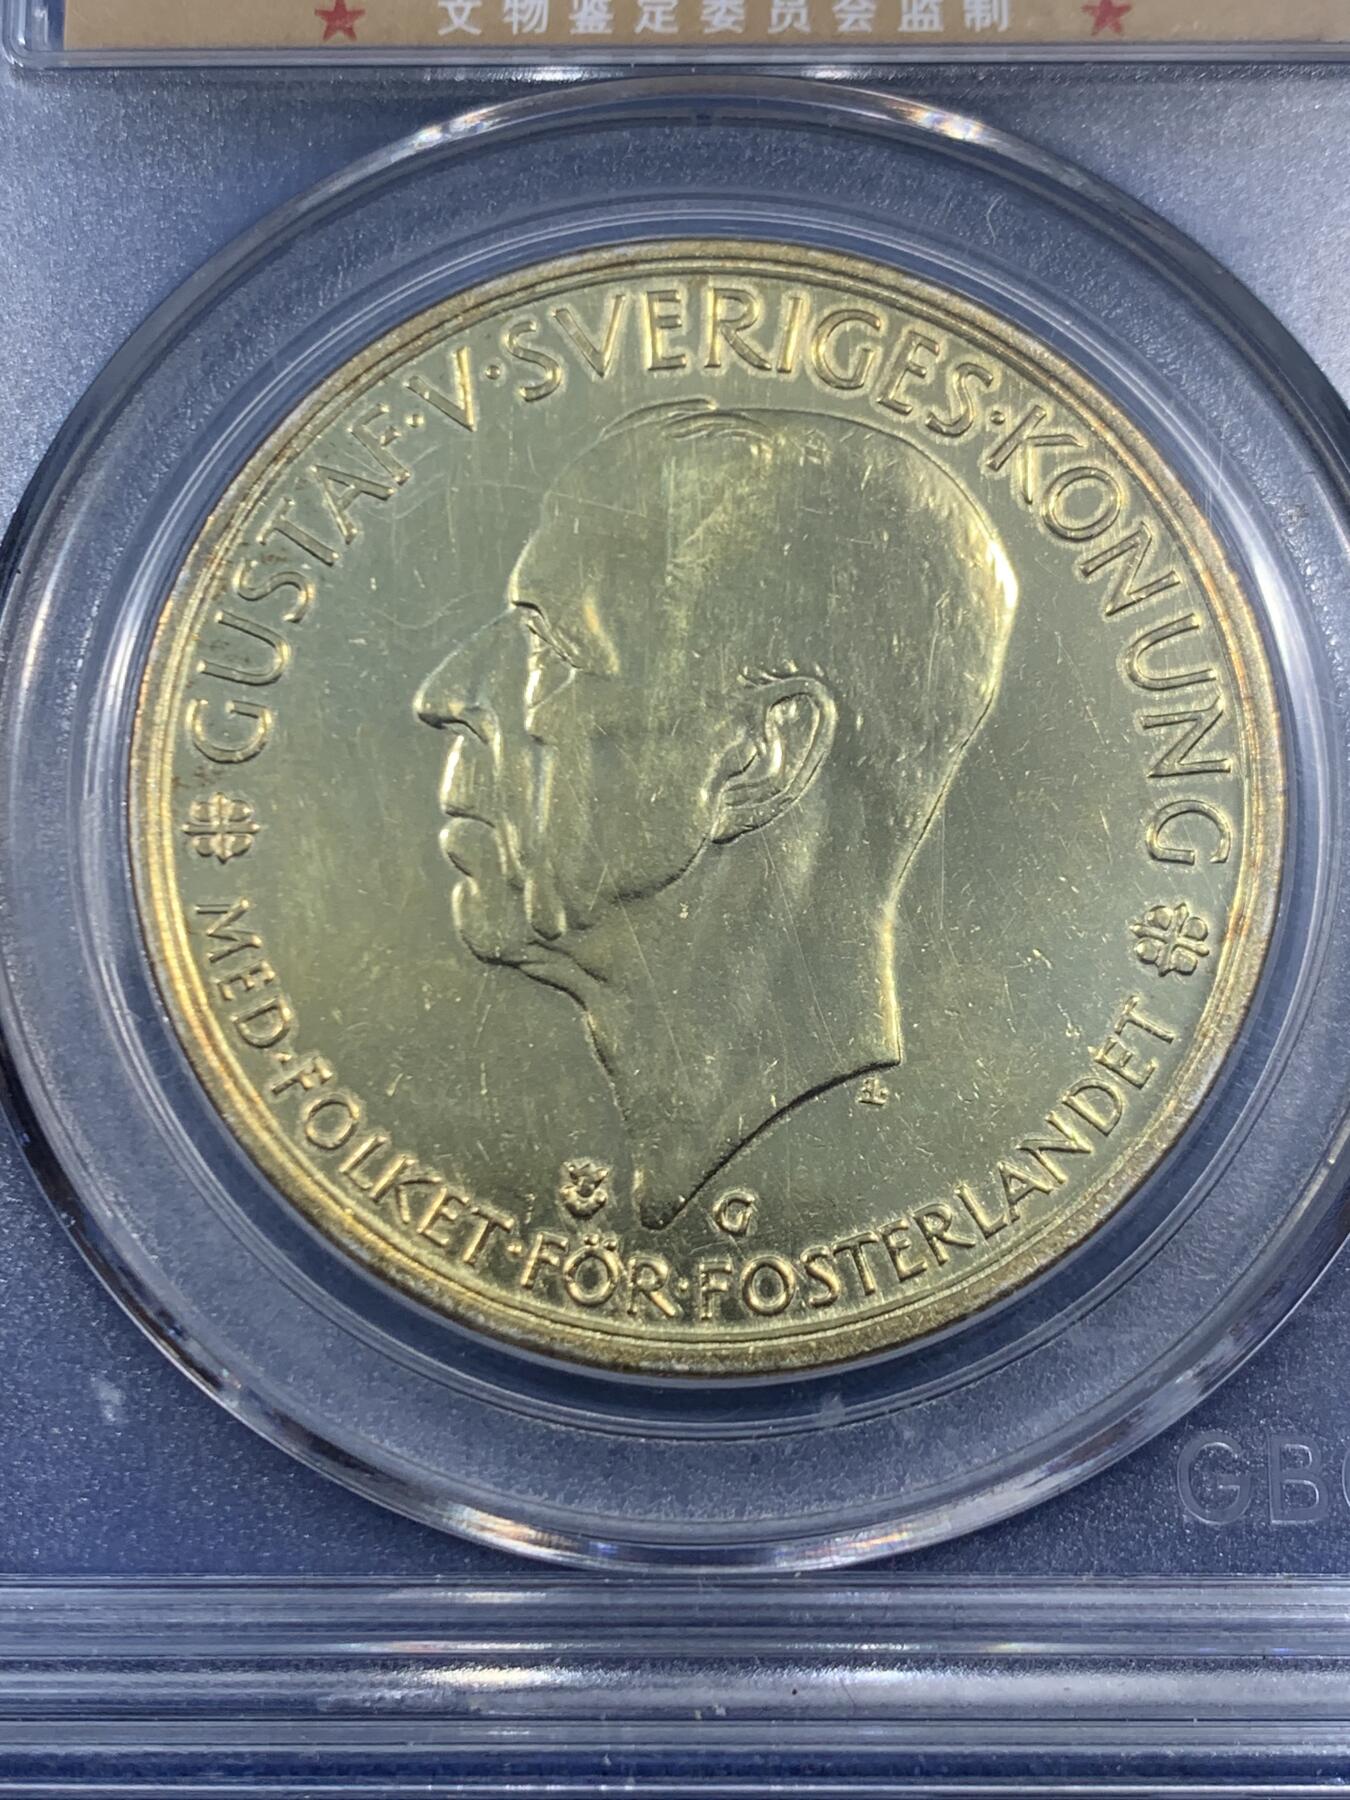 文物鉴定委员会监制
GUSTAF·V·SVERIGES·KONUNG
MED·FOLKET·FÖR·FOSTERLANDET
G
GB